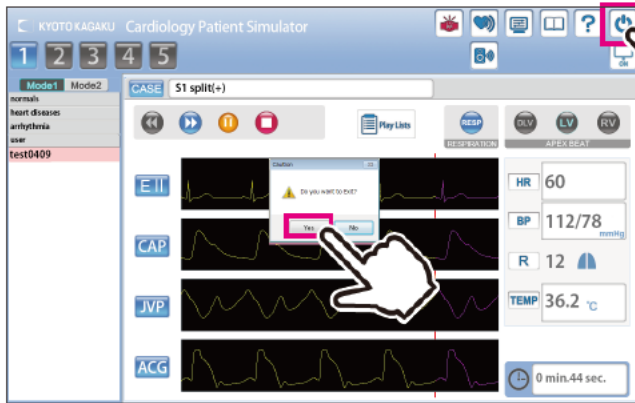 KYOTO KAGAKU Cardiology Patient Simulator
?
ON
1 2 3 4 5
Mode1 Mode2
normals
heart diseases
arrhythmia
user
test0409
CASE S1 split(+)
Play Lists
RESP
RESPIRATION
DLV LV RV
APEX BEAT
Caution
Do you want to Exit?
Yes No
E II
CAP
JVP
ACG
HR 60
BP 112/78 mmHg
R 12
TEMP 36.2 ℃
0 min.44 sec.